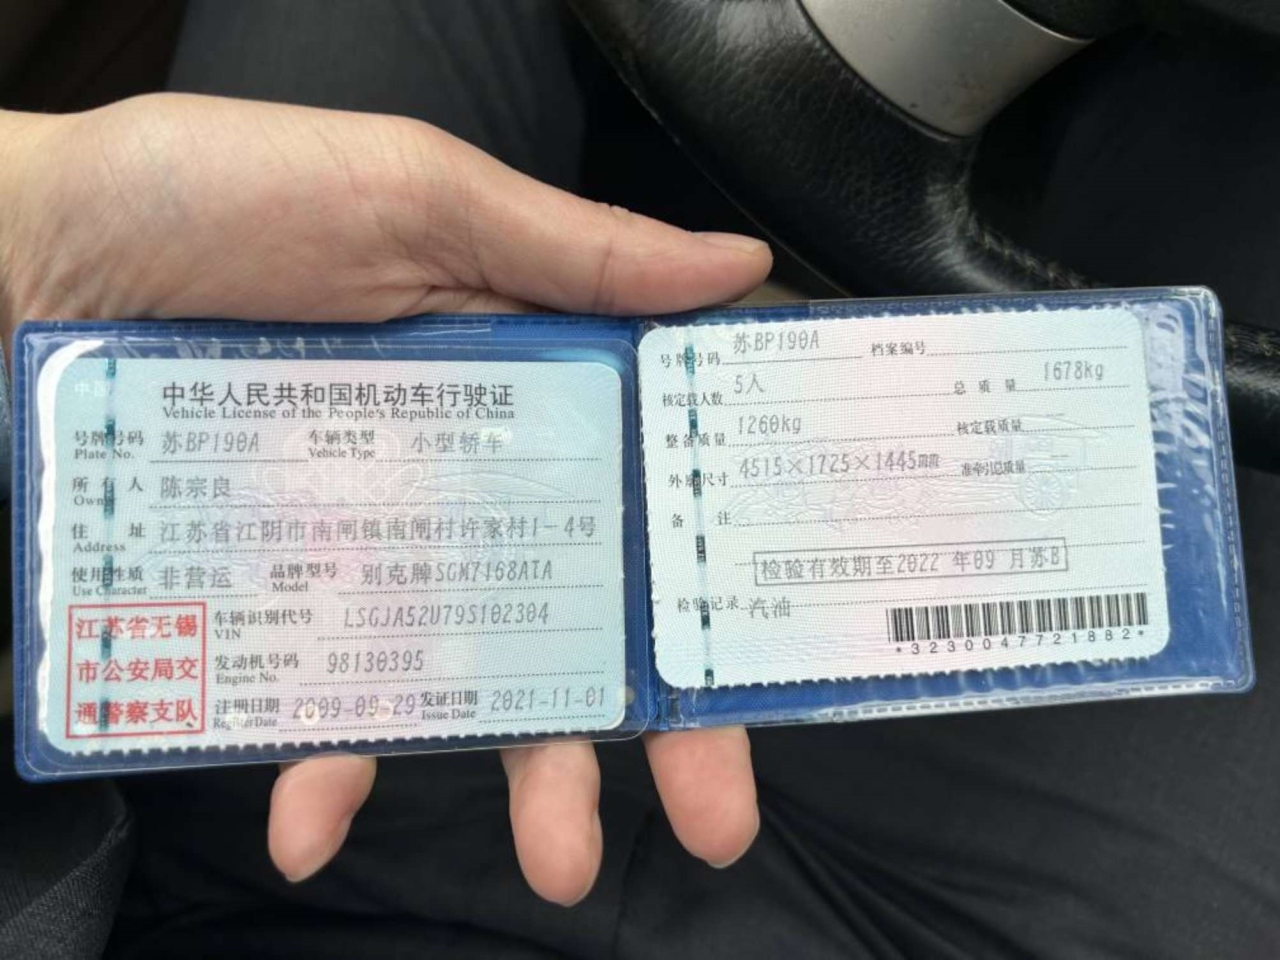 中华人民共和国机动车行驶证
Vehicle License of the People's Republic of China
号牌号码 苏BP190A 车辆类型 小型轿车
Plate No. Vehicle Type
所有人 陈宗良
Owner
住址 江苏省江阴市南闸镇南闸村许家村1-4号
Address
使用性质 非营运 品牌型号 别克牌SGM7168ATA
Use Character Model
江苏省无锡
市公安局交
通警察支队
车辆识别代号 LSGJA52U79S102304
VIN
发动机号码 98130395
Engine No.
注册日期 2009-09-29 发证日期 2021-11-01
Register Date Issue Date
号牌号码 苏BP190A 档案编号
核定载人数 5人 总质量 1678kg
整备质量 1260kg 核定载质量 --
外廓尺寸 4515×1725×1445 准牵引总质量 --
备注
检验有效期至2022年09月苏B
检验记录 汽油
*3230047721882*